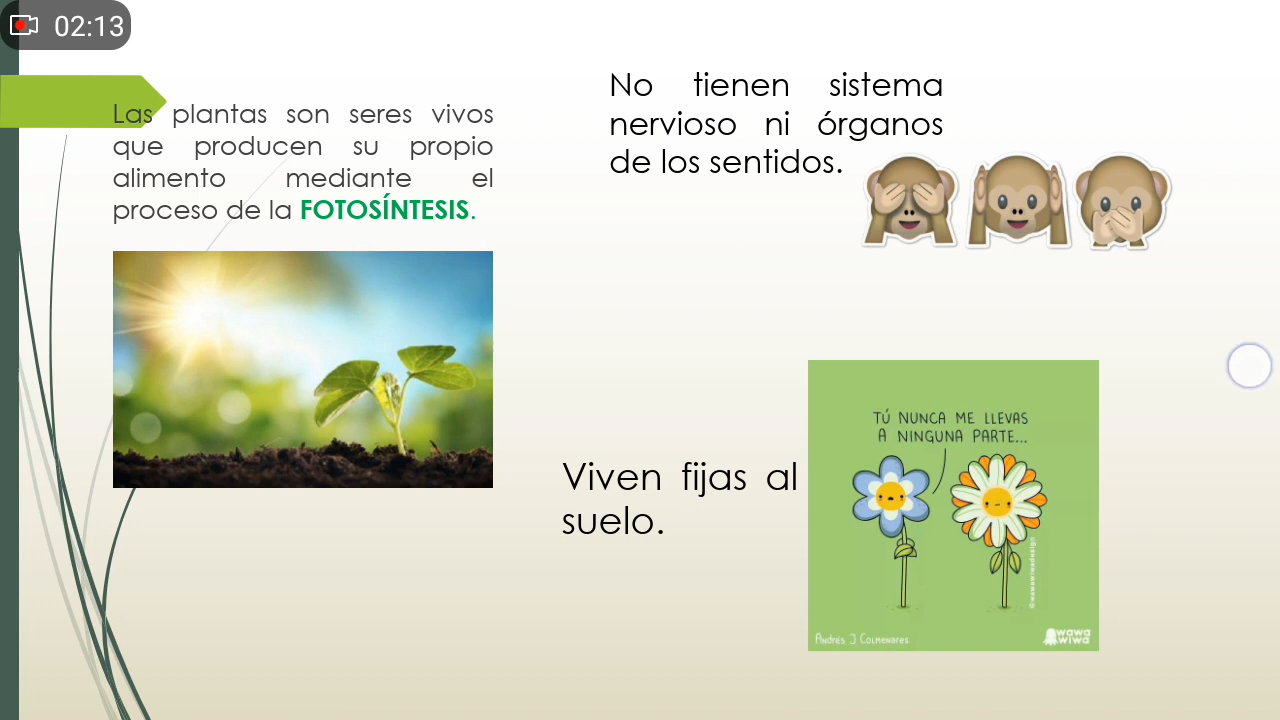 02:13
Las plantas son seres vivos
que producen su propio
alimento mediante el
proceso de la FOTOSÍNTESIS.
No tienen sistema
nervioso ni órganos
de los sentidos.
Viven fijas al
suelo.
TÚ NUNCA ME LLEVAS
A NINGUNA PARTE...
©wawawiwadesign
ANDRÉS J COLMENARES
wawa
wiwa